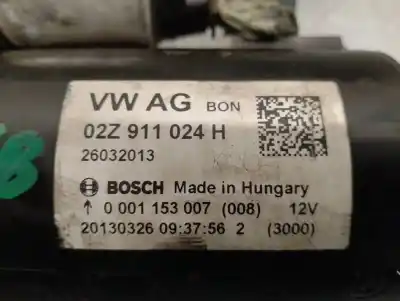 VW AG BON
02Z 911 024 H
26032013
BOSCH Made in Hungary
↑ 0 001 153 007 (008) 12V
20130326 09:37:56 2 (3000)